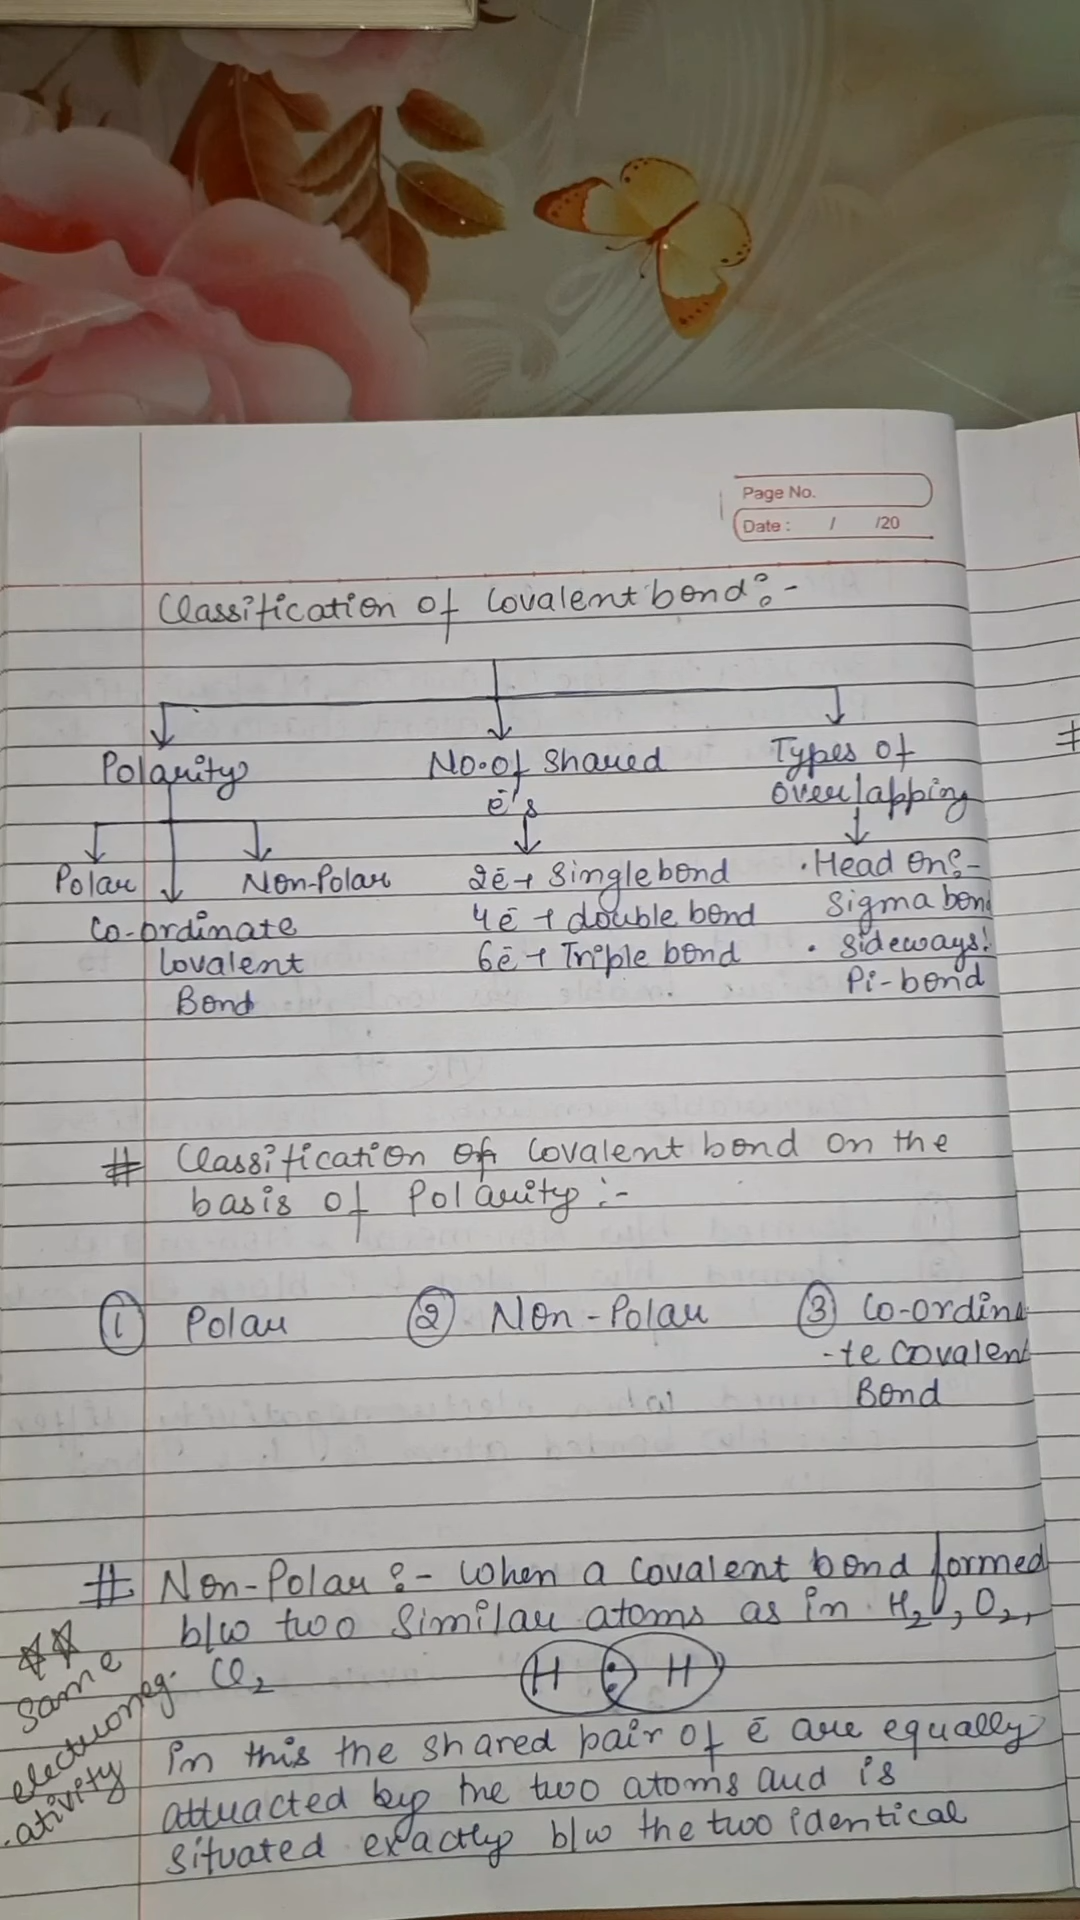 Page No.
Date : / /20
Classification of Covalent bond :-
Polarity
No. of Shared
ē's
Types of
overlapping
Polar
Non-Polar
Co-ordinate
Covalent
Bond
2ē → Single bond
4ē → double bond
6ē → Triple bond
• Head On :-
Sigma bond
• Sideways :
Pi-bond
# Classification of Covalent bond on the
basis of Polarity :-
① Polar ② Non-Polar ③ Co-ordina
-te Covalent
Bond
# Non-Polar :- When a Covalent bond formed
b/w two Similar atoms as in H₂O, O₂,
Cl₂
H : H
Same
electroneg.
-ativity
in this the shared pair of ē are equally
attracted by the two atoms and is
situated exactly b/w the two identical